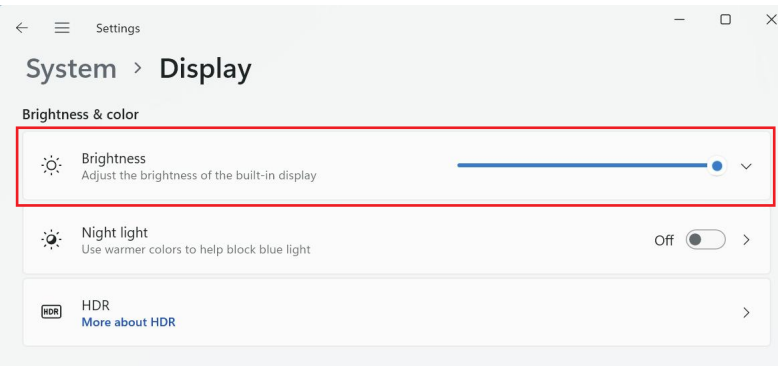 Settings
System > Display
Brightness & color
Brightness
Adjust the brightness of the built-in display
Night light
Use warmer colors to help block blue light
Off
HDR
HDR
More about HDR